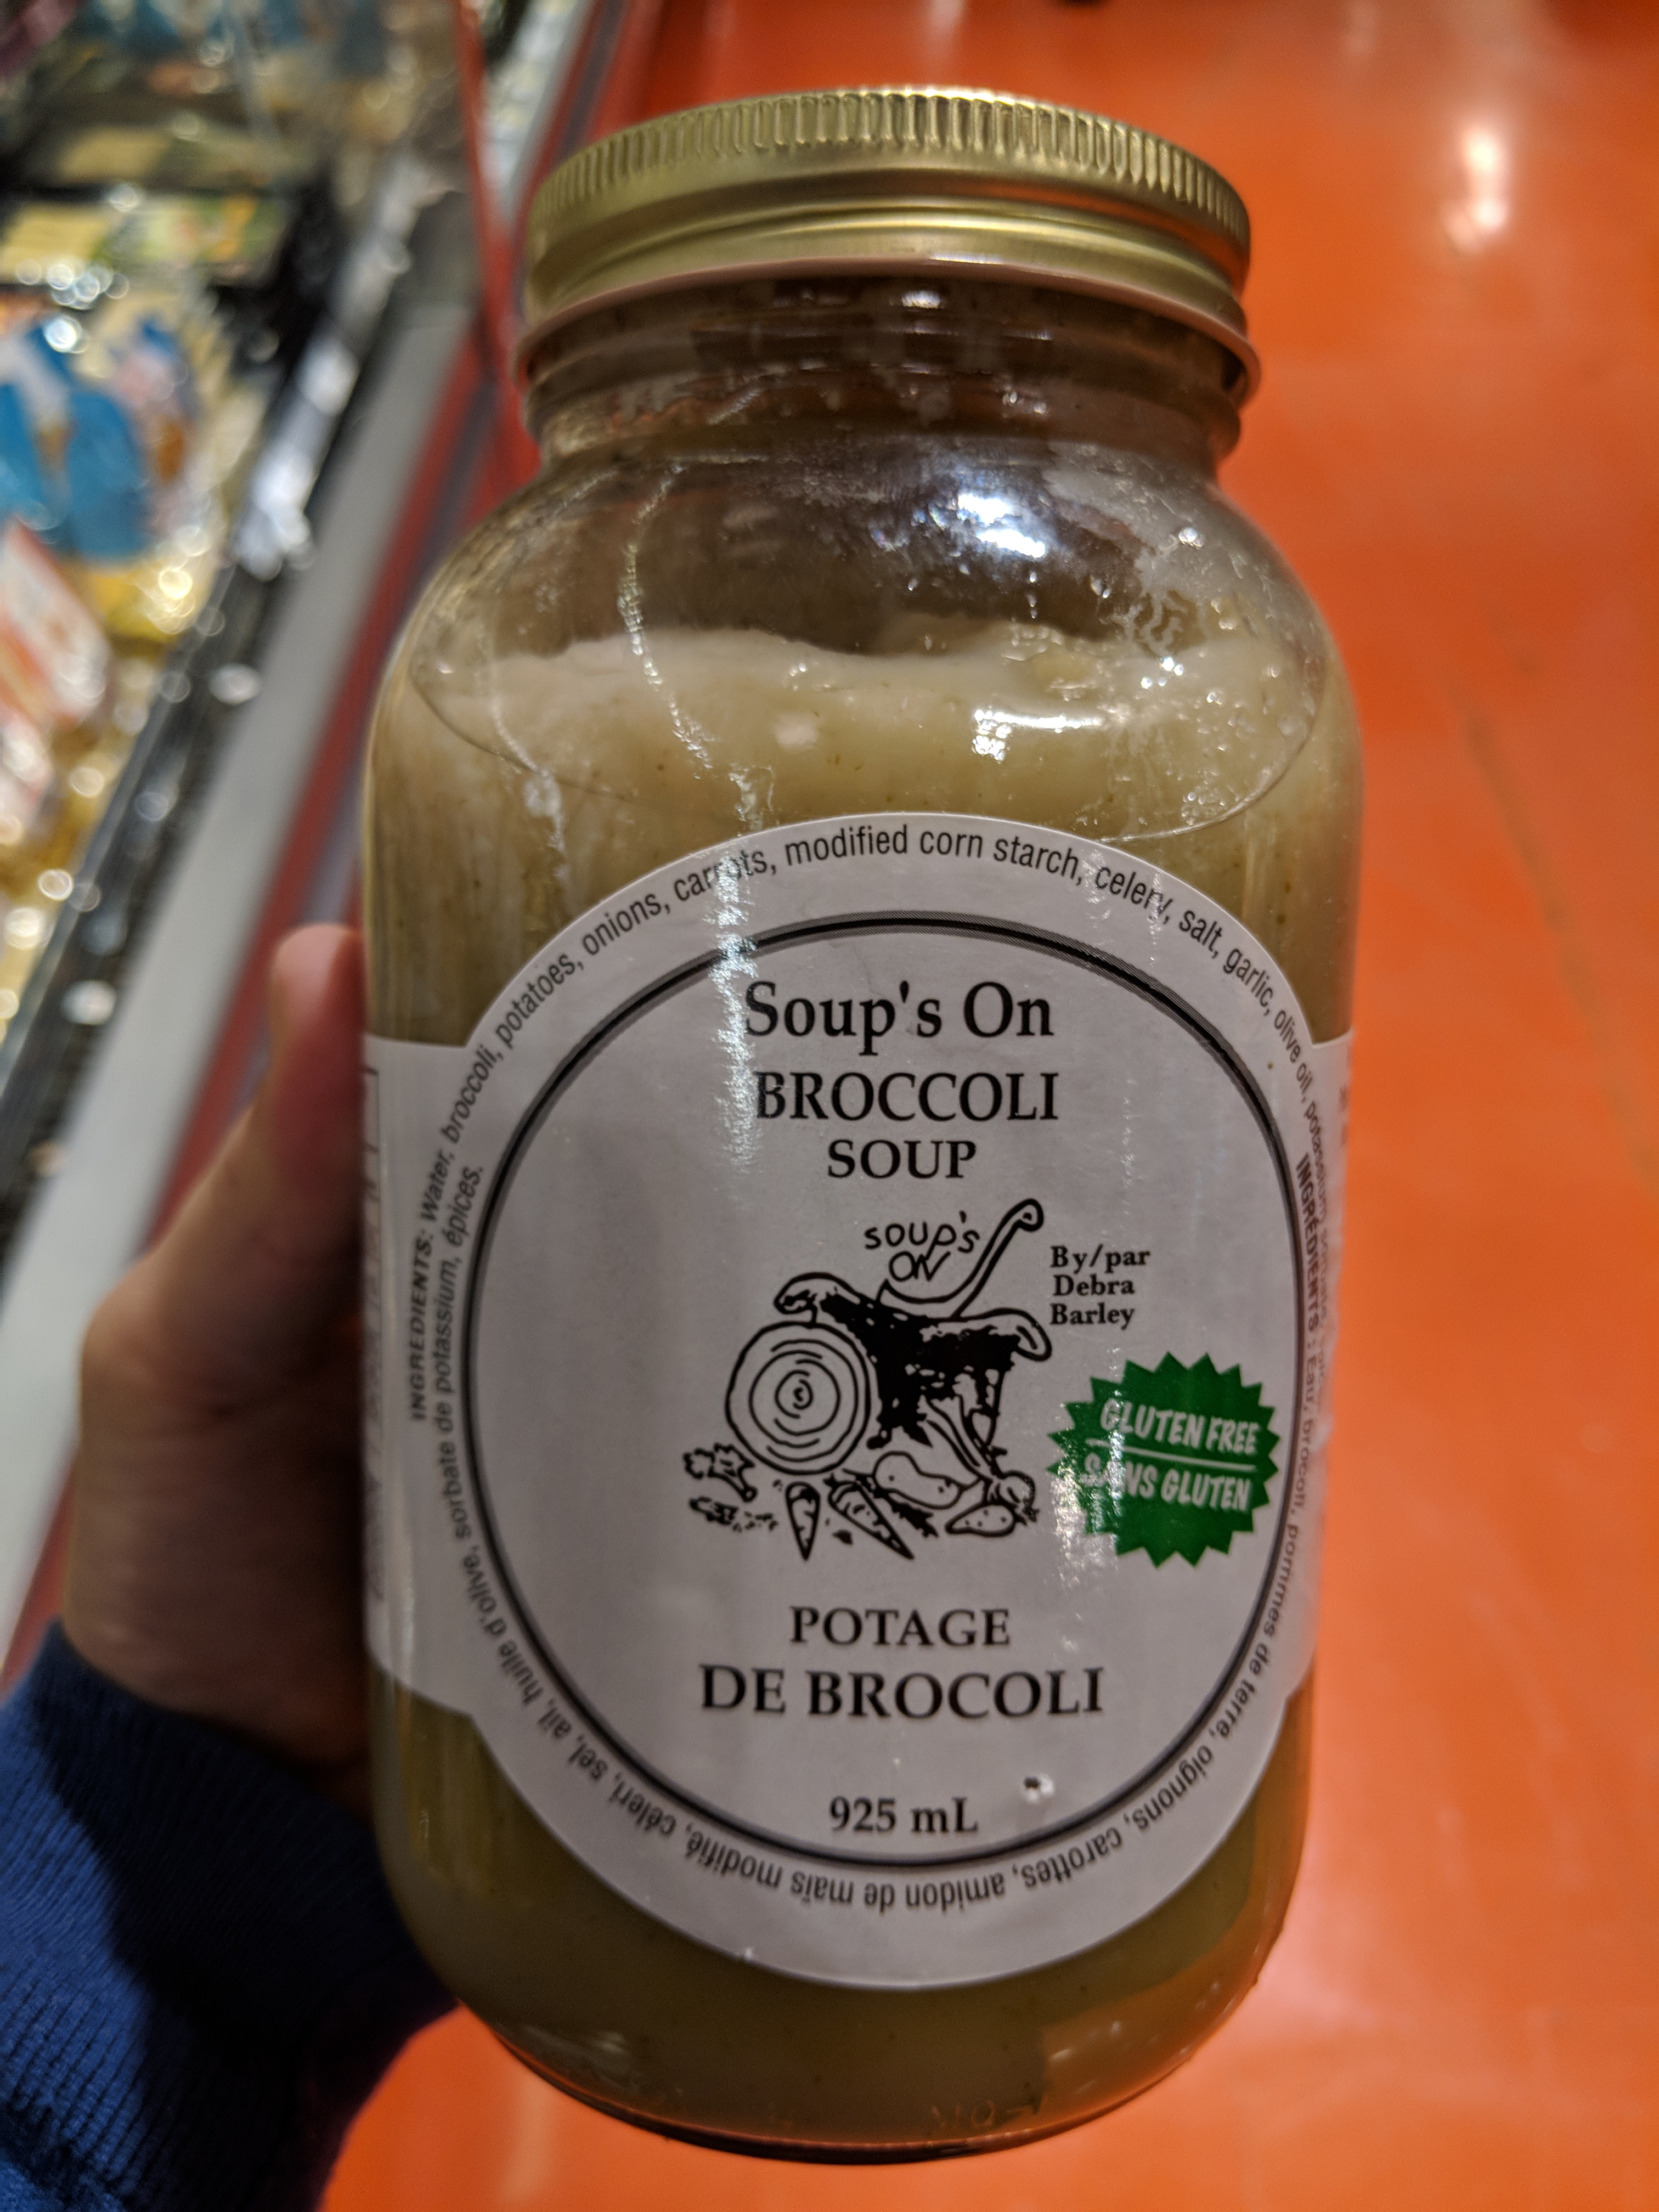 INGREDIENTS: Water, broccoli, potatoes, onions, carrots, modified corn starch, celery, salt, garlic, olive oil, potassium
Soup's On
BROCCOLI
SOUP
SOUP'S
ON
By/par
Debra
Barley
GLUTEN FREE
SANS GLUTEN
POTAGE
DE BROCOLI
925 mL
INGRÉDIENTS : Eau, brocoli, pommes de terre, oignons, carottes, amidon de maïs modifié, céleri, sel, ail, huile d'olive, sorbate de potassium, épices.